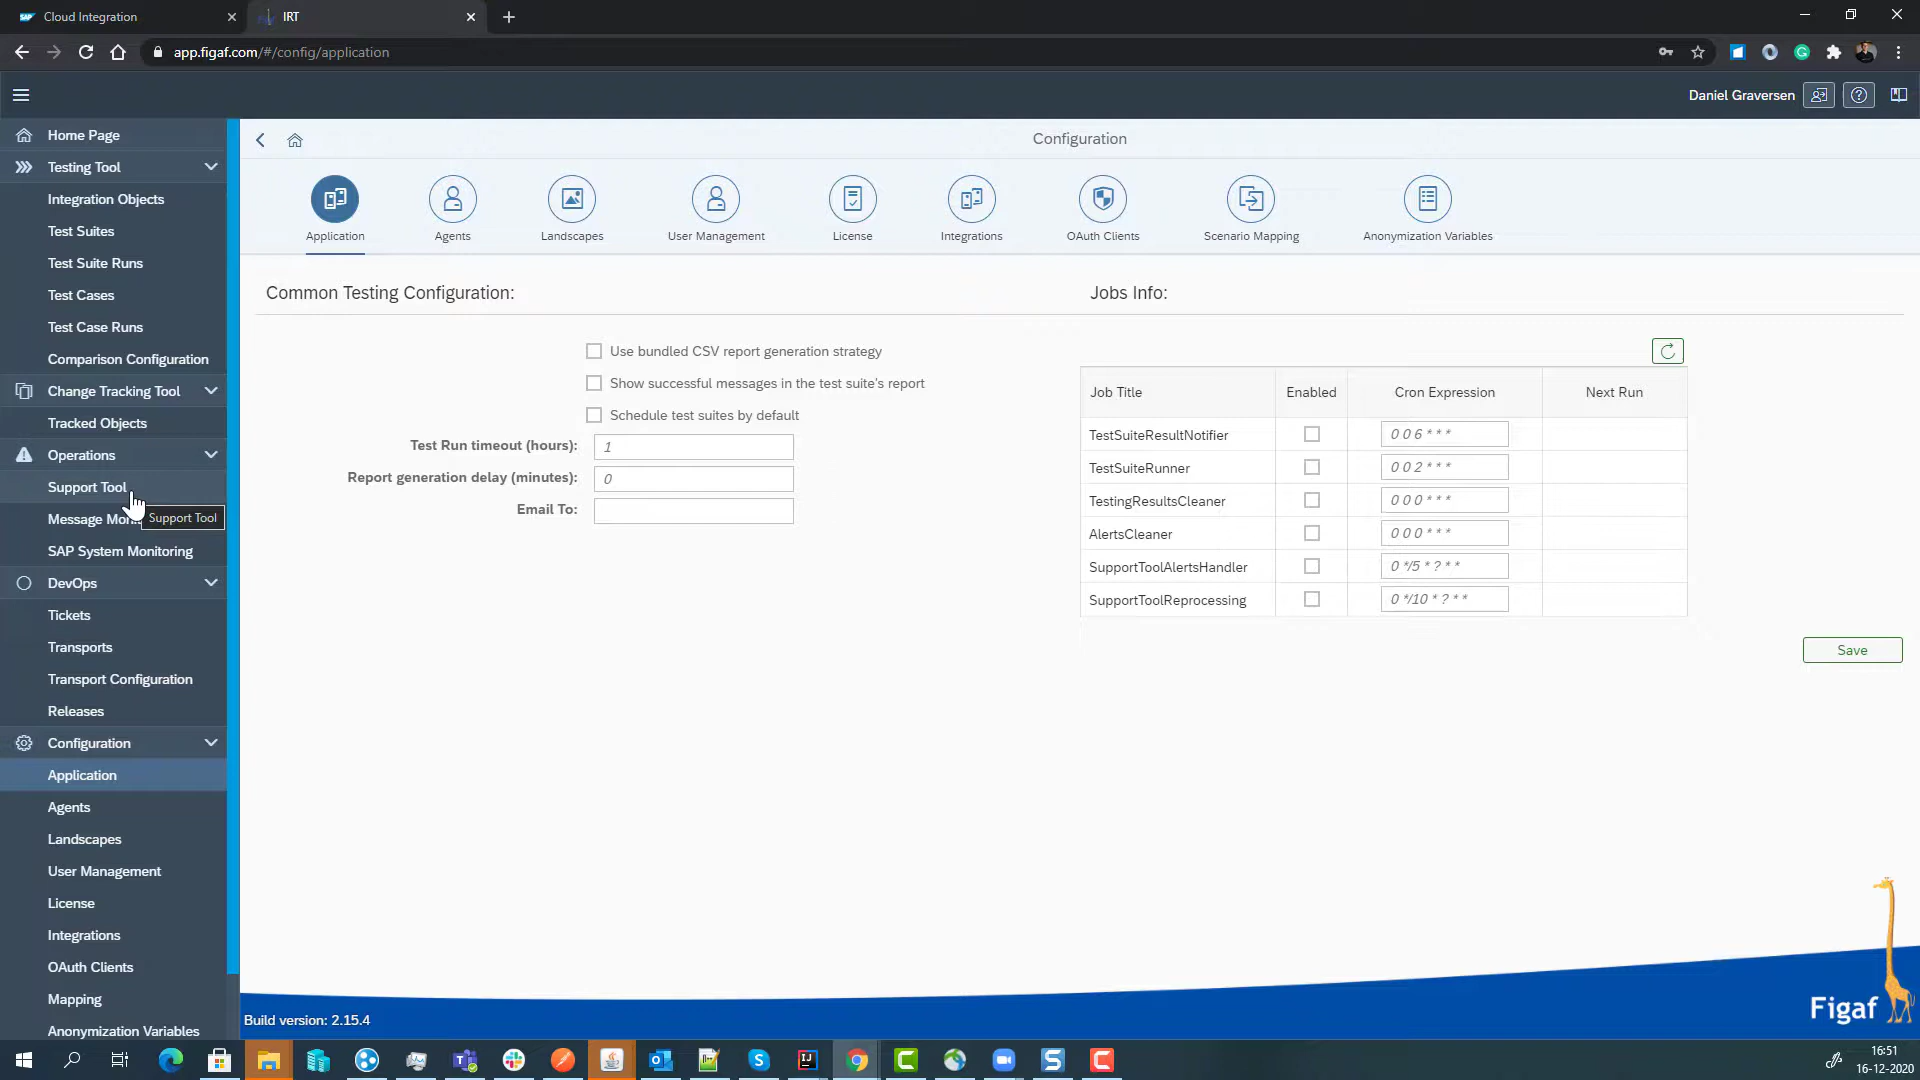 Cloud Integration
IRT
app.figaf.com/#/config/application
Daniel Graversen
Home Page
Testing Tool
Integration Objects
Test Suites
Test Suite Runs
Test Cases
Test Case Runs
Comparison Configuration
Change Tracking Tool
Tracked Objects
Operations
Support Tool
Message
Support Tool
SAP System Monitoring
DevOps
Tickets
Transports
Transport Configuration
Releases
Configuration
Application
Agents
Landscapes
User Management
License
Integrations
OAuth Clients
Mapping
Anonymization Variables
Configuration
Application
Agents
Landscapes
User Management
License
Integrations
OAuth Clients
Scenario Mapping
Anonymization Variables
Common Testing Configuration:
Use bundled CSV report generation strategy
Show successful messages in the test suite's report
Schedule test suites by default
Test Run timeout (hours): 1
Report generation delay (minutes): 0
Email To:
Jobs Info:
Job Title Enabled Cron Expression Next Run
TestSuiteResultNotifier 0 0 6 * * *
TestSuiteRunner 0 0 2 * * *
TestingResultsCleaner 0 0 0 * * *
AlertsCleaner 0 0 0 * * *
SupportToolAlertsHandler 0 */5 * ? * *
SupportToolReprocessing 0 */10 * ? * *
Save
Build version: 2.15.4
Figaf
16:51
16-12-2020